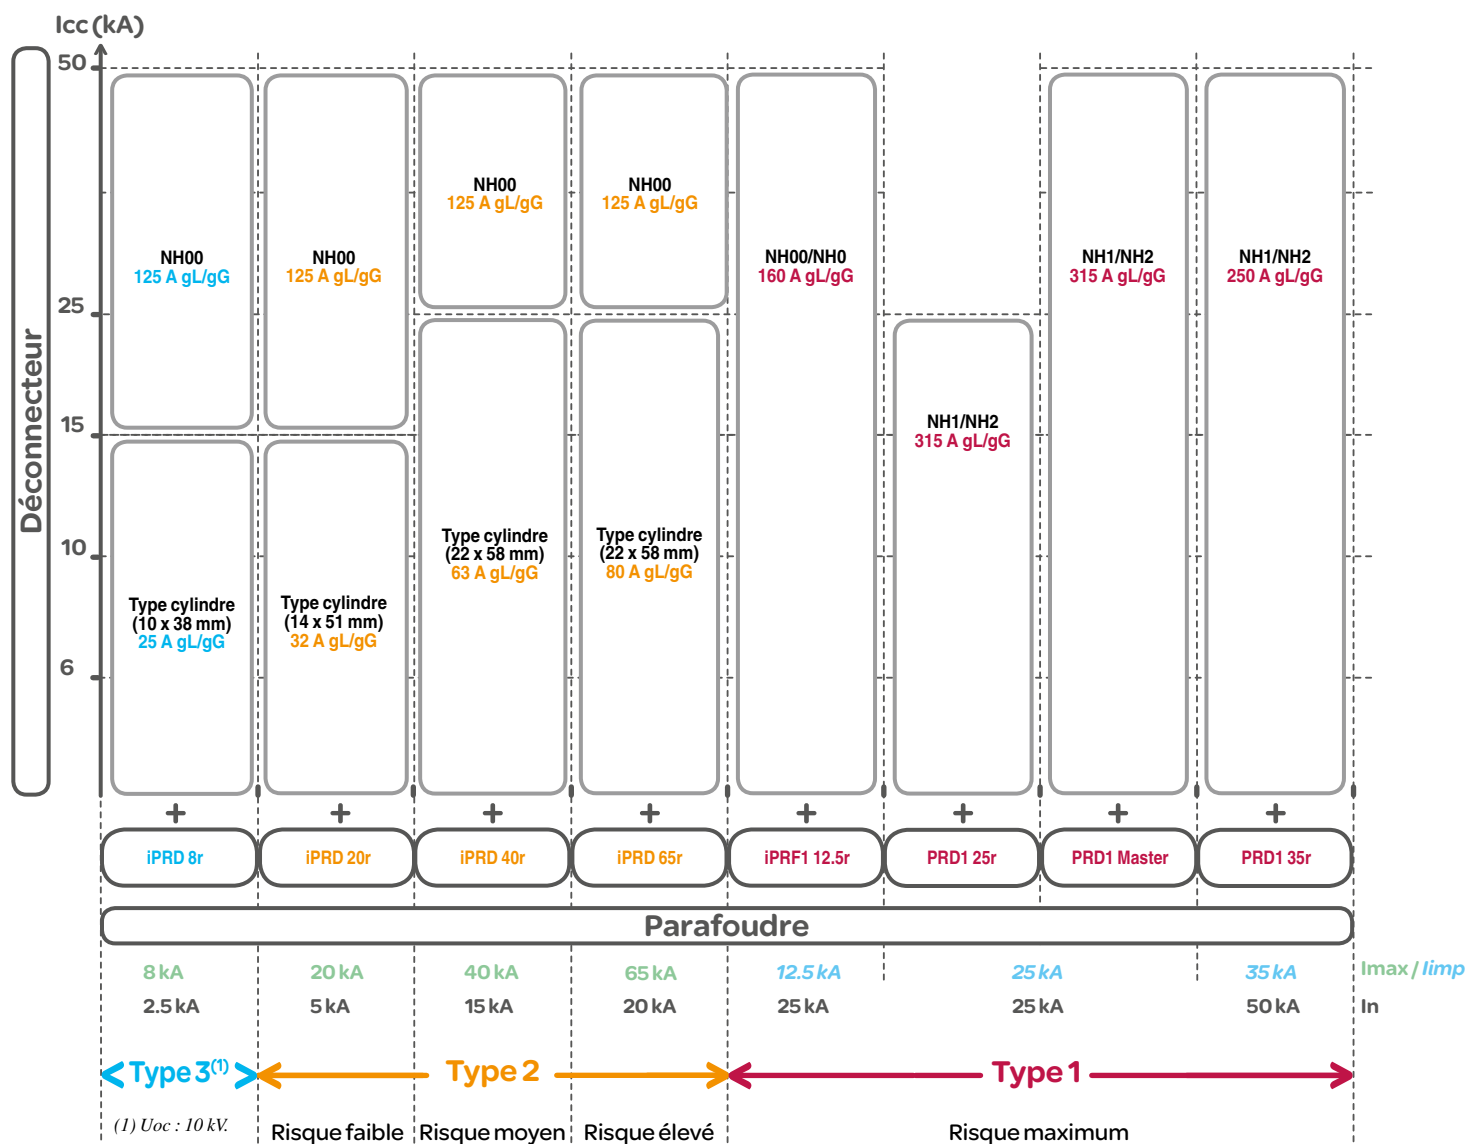 Icc (kA)
50
25
15
10
6
Déconnecteur
NH00
125 A gL/gG
NH00
125 A gL/gG
NH00
125 A gL/gG
NH00
125 A gL/gG
NH00/NH0
160 A gL/gG
NH1/NH2
315 A gL/gG
NH1/NH2
315 A gL/gG
NH1/NH2
250 A gL/gG
Type cylindre
(10 x 38 mm)
25 A gL/gG
Type cylindre
(14 x 51 mm)
32 A gL/gG
Type cylindre
(22 x 58 mm)
63 A gL/gG
Type cylindre
(22 x 58 mm)
80 A gL/gG
+ + + + + + + +
iPRD 8r iPRD 20r iPRD 40r iPRD 65r iPRF1 12.5r PRD1 25r PRD1 Master PRD1 35r
Parafoudre
8 kA 20 kA 40 kA 65 kA 12.5 kA 25 kA 35 kA Imax / Iimp
2.5 kA 5 kA 15 kA 20 kA 25 kA 25 kA 50 kA In
Type 3(1) Type 2 Type 1
(1) Uoc : 10 kV. Risque faible Risque moyen Risque élevé Risque maximum